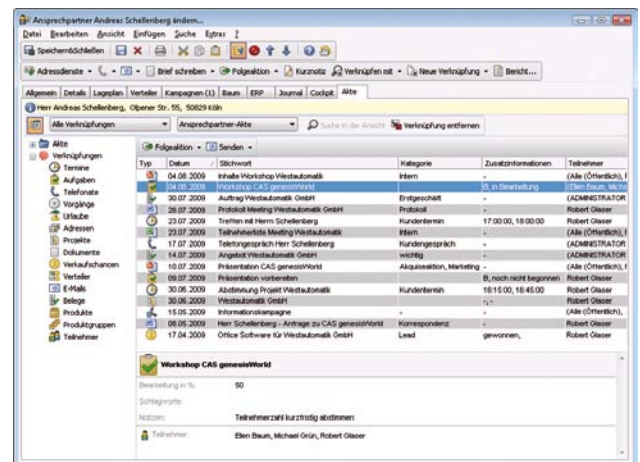 Ansprechpartner Andreas Schellenberg ändern...
Datei Bearbeiten Ansicht Einfügen Suche Extras ?
Speichern&Schließen
Adressdienste Brief schreiben Folgeaktion Kurznotiz Verknüpfen mit Neue Verknüpfung Bericht...
Allgemein Details Lageplan Verteiler Kampagnen (1) Baum ERP Journal Cockpit Akte
Herr Andreas Schellenberg, Olpener Str. 55, 50829 Köln
Alle Verknüpfungen Ansprechpartner-Akte Suche in der Ansicht Verknüpfung entfernen
Akte
Verknüpfungen
Termine
Aufgaben
Telefonate
Vorgänge
Urlaube
Adressen
Projekte
Dokumente
Verkaufschancen
Verteiler
E-Mails
Belege
Produkte
Produktgruppen
Teilnehmer
Folgeaktion Senden
Typ Datum / Stichwort Kategorie Zusatzinformationen Teilnehmer
04.08.2009 Inhalte Workshop Westautomatik Intern - (Alle (Öffentlich),
04.08.2009 Workshop CAS genesisWorld B, in Bearbeitung (Ellen Baum, Micha
30.07.2009 Auftrag Westautomatik GmbH Erstgeschäft - (ADMINISTRATOR
28.07.2009 Protokoll Meeting Westautomatik GmbH Protokoll - Robert Glaser
23.07.2009 Treffen mit Herrn Schellenberg Kundentermin 17:00:00, 18:00:00 Robert Glaser
23.07.2009 Teilnehmerliste Meeting Westautomatik Intern - (Alle (Öffentlich),
17.07.2009 Telefongespräch Herr Schellenberg Kundengespräch - (ADMINISTRATOR
14.07.2009 Angebot Westautomatik GmbH wichtig - (ADMINISTRATOR
10.07.2009 Präsentation CAS genesisWorld Akquiseaktion, Marketing - (Alle (Öffentlich),
09.07.2009 Präsentation vorbereiten B, noch nicht begonnen Robert Glaser
30.06.2009 Abstimmung Projekt Westautomatik Kundentermin 16:15:00, 16:45:00 Robert Glaser
30.06.2009 Westautomatik GmbH -, - Robert Glaser
15.05.2009 Informationskampagne - (Alle (Öffentlich),
08.05.2009 Herr Schellenberg - Anfrage zu CAS genesisWorld Korrespondenz - Robert Glaser
17.04.2009 Office Software für Westautomatik GmbH Lead gewonnen, Robert Glaser
Workshop CAS genesisWorld
Bearbeitung in %: 50
Schlagworte:
Notizen: Teilnehmerzahl kurzfristig abstimmen
Teilnehmer: Ellen Baum, Michael Grün, Robert Glaser